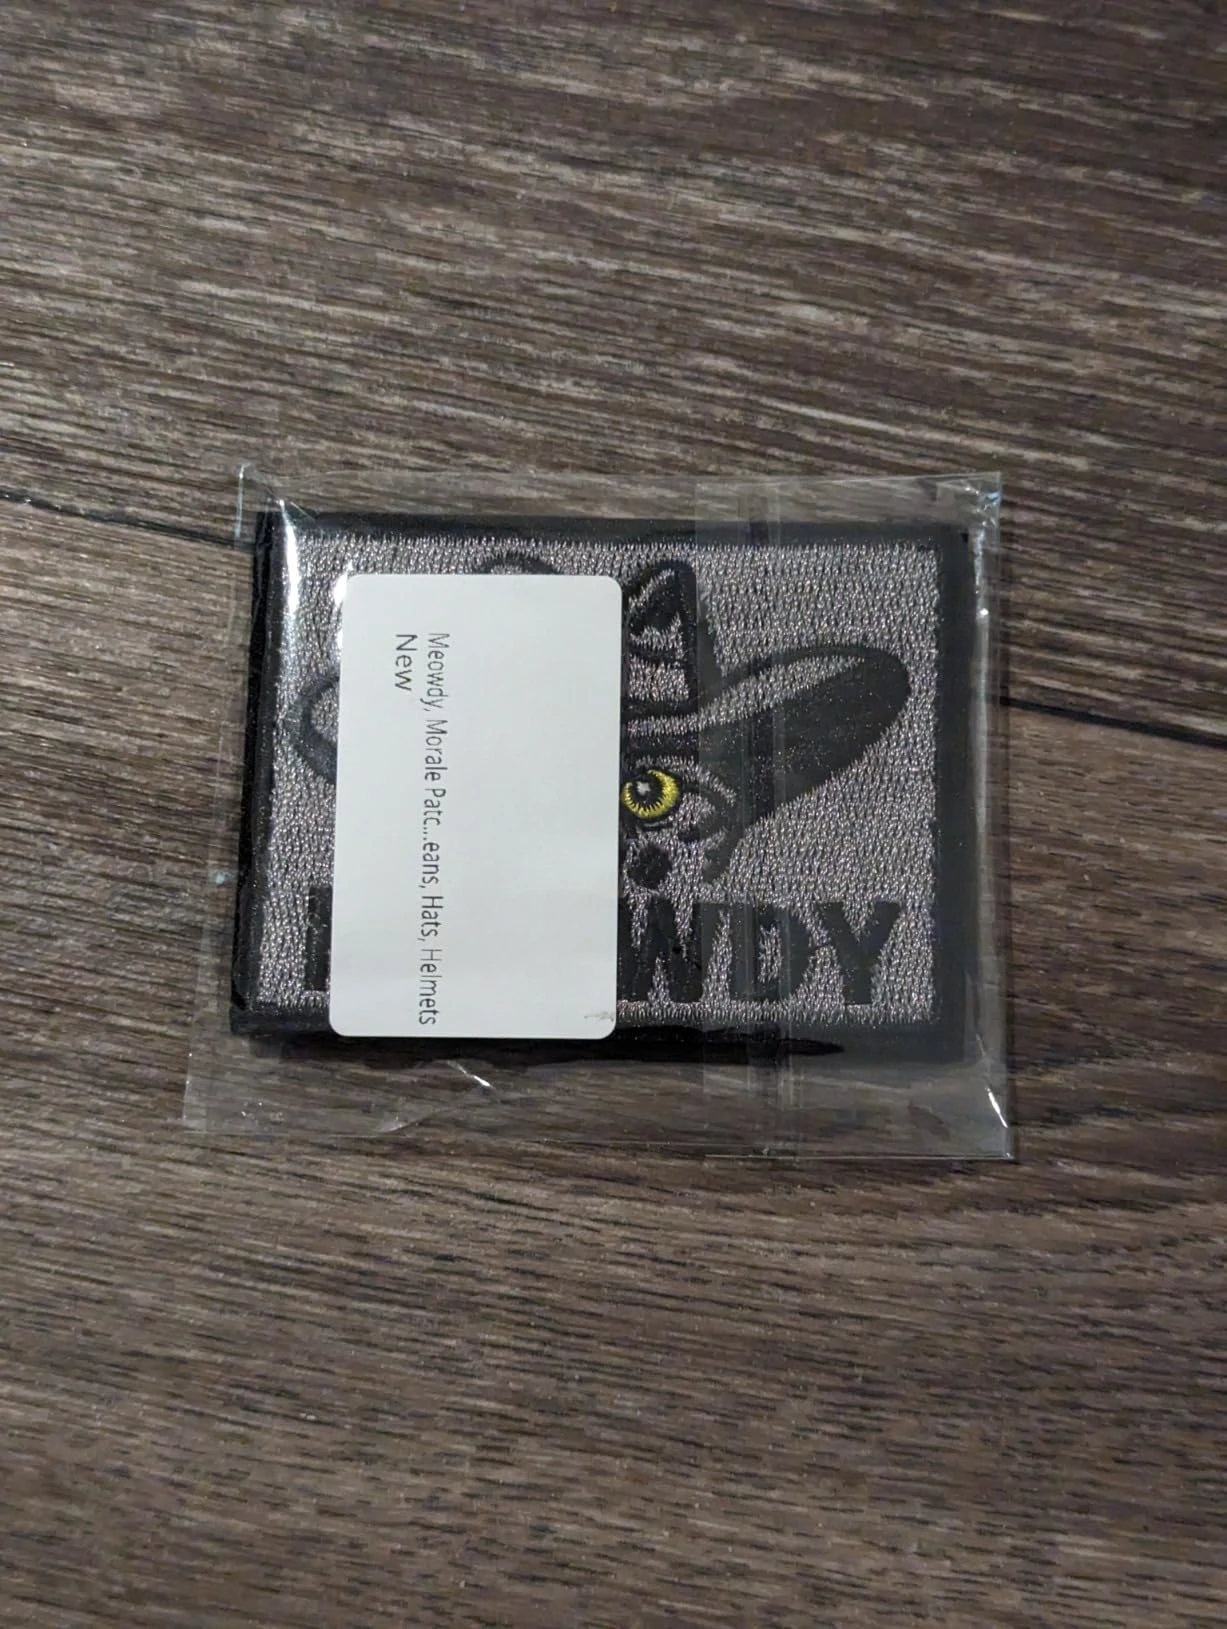 Meowdy, Morale Patc...eans, Hats, Helmets
New
WDY